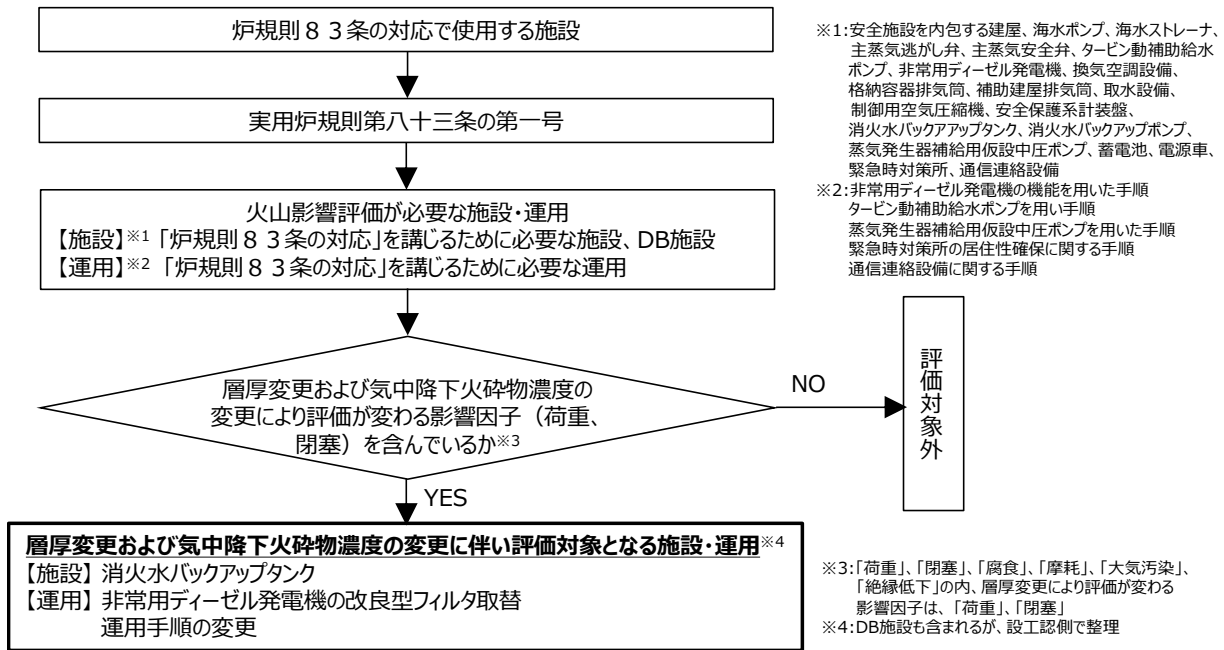 炉規則８３条の対応で使用する施設
実用炉規則第八十三条の第一号
火山影響評価が必要な施設・運用
【施設】※1 「炉規則８３条の対応」を講じるために必要な施設、DB施設
【運用】※2 「炉規則８３条の対応」を講じるために必要な運用
層厚変更および気中降下火砕物濃度の
変更により評価が変わる影響因子（荷重、
閉塞）を含んでいるか※3
NO
評価対象外
YES
層厚変更および気中降下火砕物濃度の変更に伴い評価対象となる施設・運用※4
【施設】 消火水バックアップタンク
【運用】 非常用ディーゼル発電機の改良型フィルタ取替
運用手順の変更
※1:安全施設を内包する建屋、海水ポンプ、海水ストレーナ、
主蒸気逃がし弁、主蒸気安全弁、タービン動補助給水
ポンプ、非常用ディーゼル発電機、換気空調設備、
格納容器排気筒、補助建屋排気筒、取水設備、
制御用空気圧縮機、安全保護系計装盤、
消火水バックアアップタンク、消火水バックアップポンプ、
蒸気発生器補給用仮設中圧ポンプ、蓄電池、電源車、
緊急時対策所、通信連絡設備
※2:非常用ディーゼル発電機の機能を用いた手順
タービン動補助給水ポンプを用い手順
蒸気発生器補給用仮設中圧ポンプを用いた手順
緊急時対策所の居住性確保に関する手順
通信連絡設備に関する手順
※3:「荷重」、「閉塞」、「腐食」、「摩耗」、「大気汚染」、
「絶縁低下」の内、層厚変更により評価が変わる
影響因子は、「荷重」、「閉塞」
※4:DB施設も含まれるが、設工認側で整理